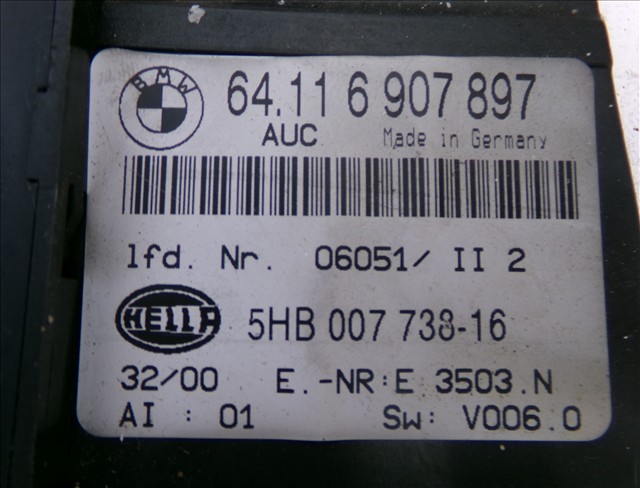 BMW
64.11 6 907 897
AUC Made in Germany
lfd. Nr. 06051/ II 2
HELLA 5HB 007 738-16
32/00 E.-NR:E 3503.N
AI : 01 Sw: V006.0